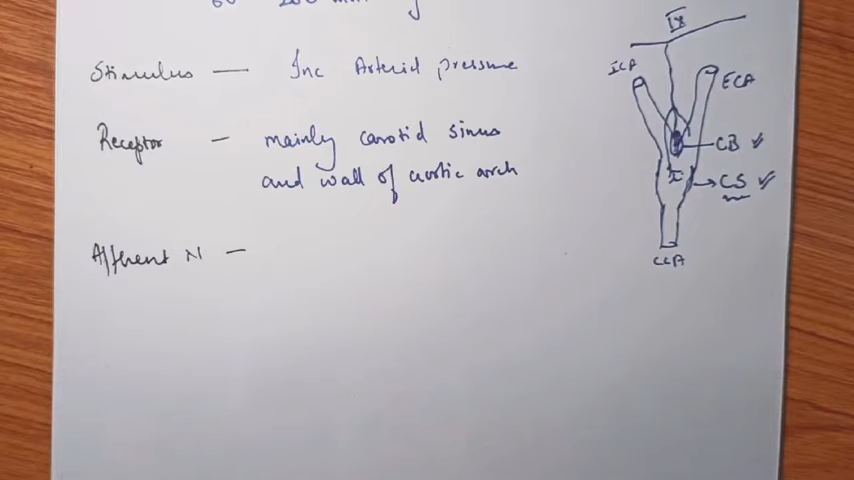 Stimulus — Inc Arterial pressure
Receptor – mainly carotid sinus
and wall of aortic arch
Afferent N –
IX
ICA
ECA
CB ✓
CS ✓
CCA